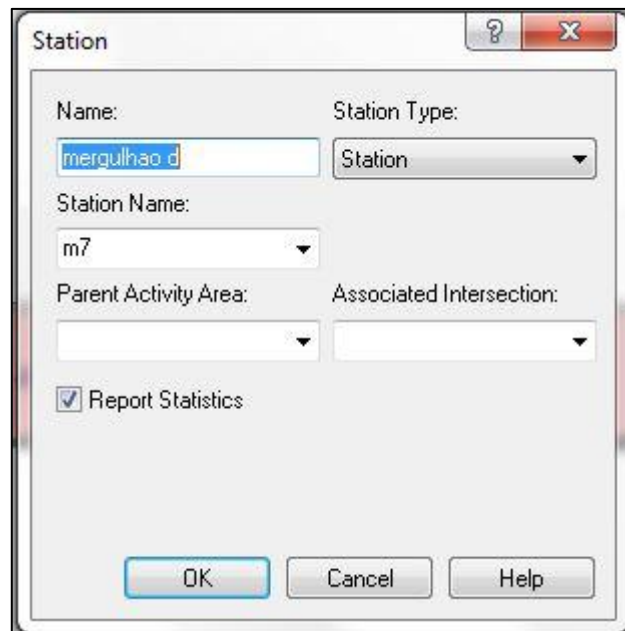 Station
Name: Station Type:
mergulhao d Station
Station Name:
m7
Parent Activity Area: Associated Intersection:
Report Statistics
OK Cancel Help